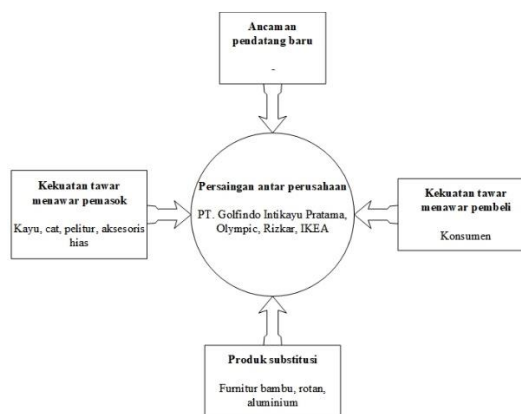 Ancaman
pendatang baru
-
Kekuatan tawar
menawar pemasok
Kayu, cat, pelitur, aksesoris
hias
Persaingan antar perusahaan
PT. Golfindo Intikayu Pratama,
Olympic, Rizkar, IKEA
Kekuatan tawar
menawar pembeli
Konsumen
Produk substitusi
Furnitur bambu, rotan,
aluminium